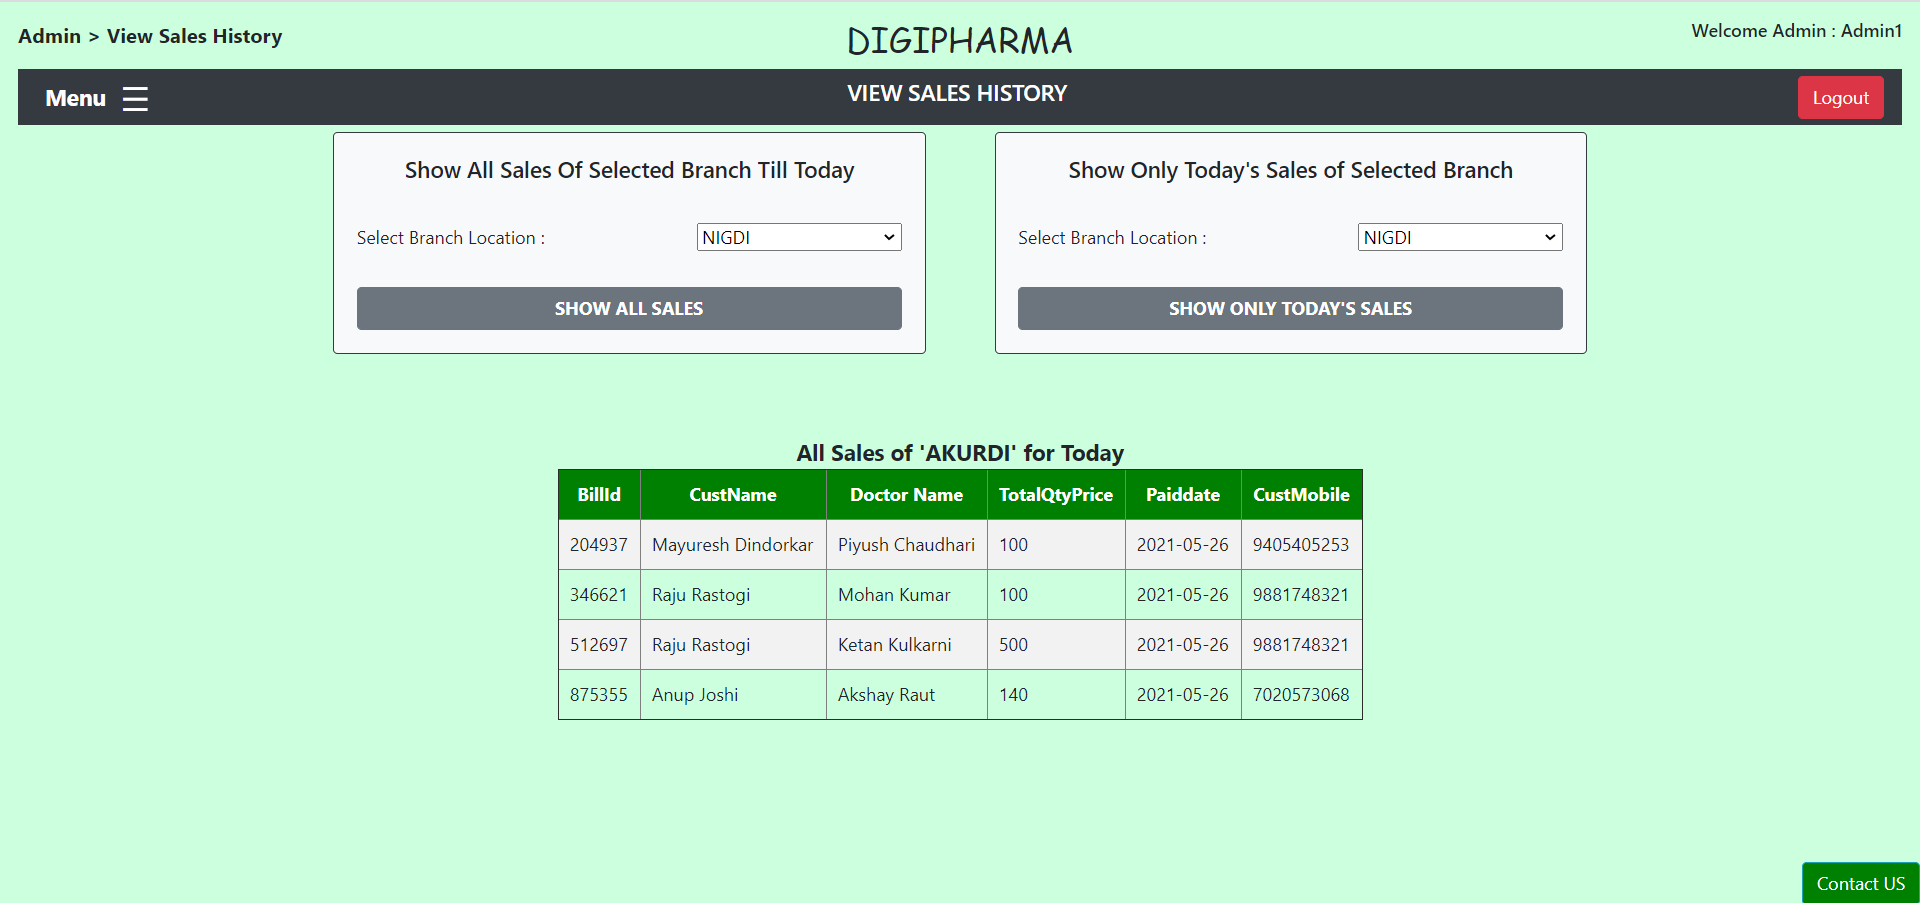 Admin > View Sales History
DIGIPHARMA
Welcome Admin : Admin1
Menu
VIEW SALES HISTORY
Logout
Show All Sales Of Selected Branch Till Today
Select Branch Location :
NIGDI
SHOW ALL SALES
Show Only Today's Sales of Selected Branch
Select Branch Location :
NIGDI
SHOW ONLY TODAY'S SALES
All Sales of 'AKURDI' for Today
BillId CustName Doctor Name TotalQtyPrice Paiddate CustMobile
204937 Mayuresh Dindorkar Piyush Chaudhari 100 2021-05-26 9405405253
346621 Raju Rastogi Mohan Kumar 100 2021-05-26 9881748321
512697 Raju Rastogi Ketan Kulkarni 500 2021-05-26 9881748321
875355 Anup Joshi Akshay Raut 140 2021-05-26 7020573068
Contact US